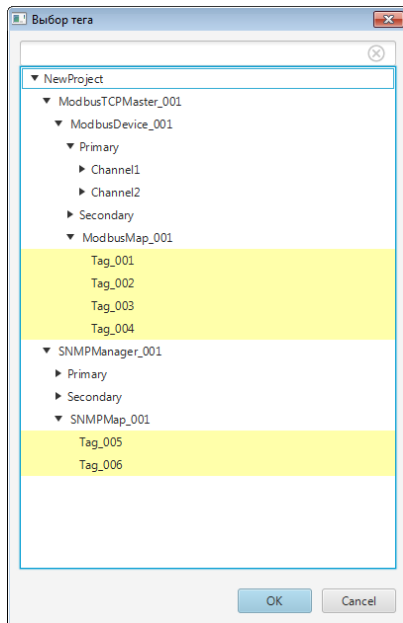 Выбор тега
NewProject
ModbusTCPMaster_001
ModbusDevice_001
Primary
Channel1
Channel2
Secondary
ModbusMap_001
Tag_001
Tag_002
Tag_003
Tag_004
SNMPManager_001
Primary
Secondary
SNMPMap_001
Tag_005
Tag_006
OK
Cancel